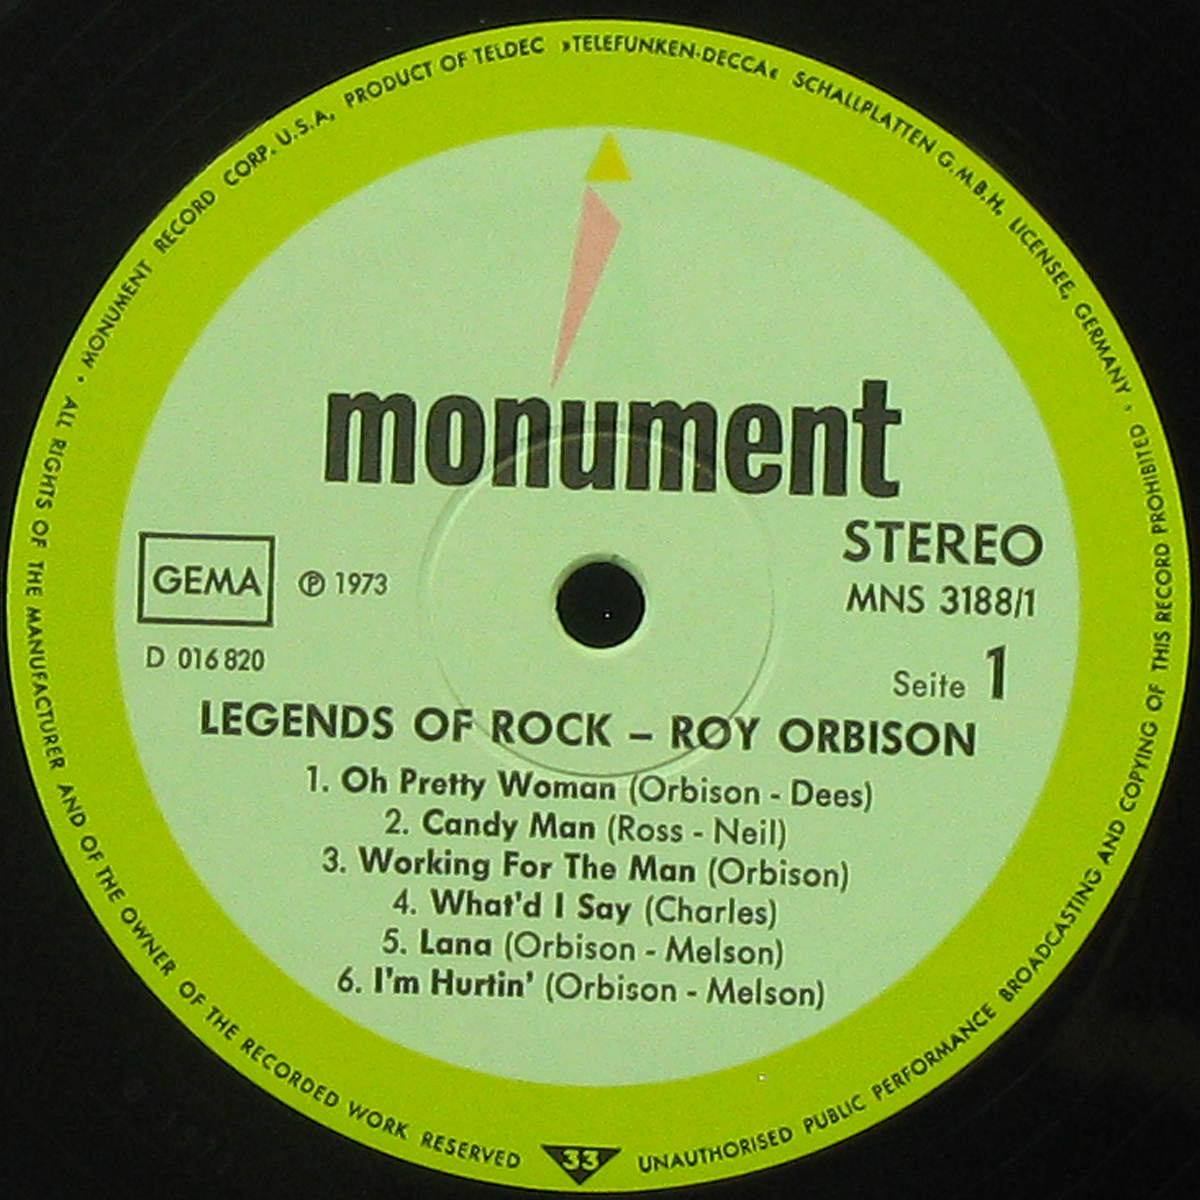 • MONUMENT RECORD CORP. U.S.A, PRODUCT OF TELDEC »TELEFUNKEN-DECCA« SCHALLPLATTEN G.M.B.H. LICENSEE, GERMANY •
monument
STEREO
GEMA
Ⓟ 1973
MNS 3188/1
D 016 820
Seite 1
LEGENDS OF ROCK – ROY ORBISON
1. Oh Pretty Woman (Orbison - Dees)
2. Candy Man (Ross - Neil)
3. Working For The Man (Orbison)
4. What'd I Say (Charles)
5. Lana (Orbison - Melson)
6. I'm Hurtin' (Orbison - Melson)
ALL RIGHTS OF THE MANUFACTURER AND OF THE OWNER OF THE RECORDED WORK RESERVED
33
UNAUTHORISED PUBLIC PERFORMANCE BROADCASTING AND COPYING OF THIS RECORD PROHIBITED